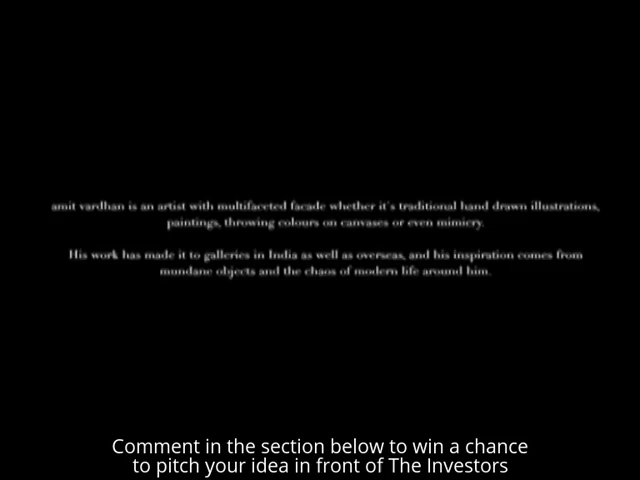 amit vardhan is an artist with multifaceted facade whether it's traditional hand drawn illustrations,
paintings, throwing colours on canvases or even mimicry.
His work has made it to galleries in India as well as overseas, and his inspiration comes from
mundane objects and the chaos of modern life around him.
Comment in the section below to win a chance
to pitch your idea in front of The Investors